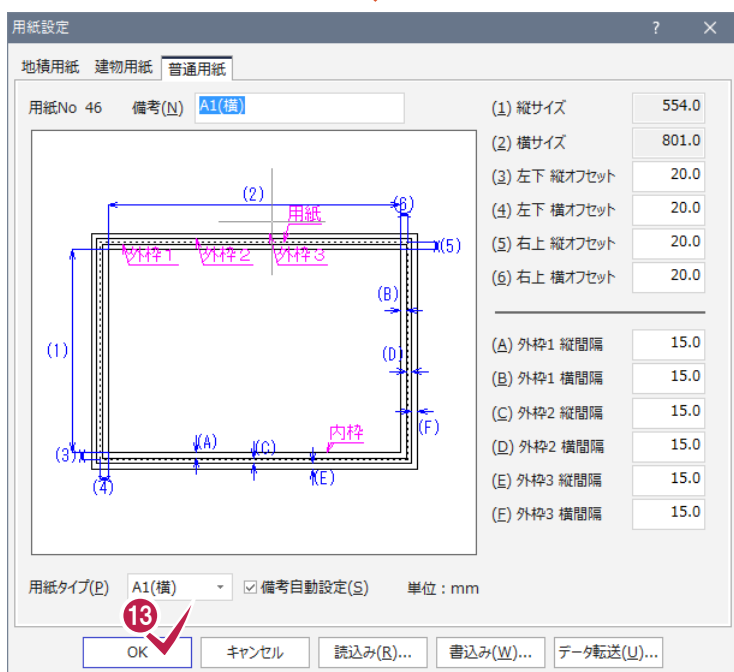 用紙設定 ? ×
地積用紙 建物用紙 普通用紙
用紙No 46 備考(N) A1(横)
(1) 縦サイズ 554.0
(2) 横サイズ 801.0
(3) 左下 縦オフセット 20.0
(4) 左下 横オフセット 20.0
(5) 右上 縦オフセット 20.0
(6) 右上 横オフセット 20.0
(A) 外枠1 縦間隔 15.0
(B) 外枠1 横間隔 15.0
(C) 外枠2 縦間隔 15.0
(D) 外枠2 横間隔 15.0
(E) 外枠3 縦間隔 15.0
(F) 外枠3 横間隔 15.0
(2)
(6)
用紙
外枠1 外枠2 外枠3 (5)
(B)
(1) (D)
内枠 (F)
(A) (C)
(3)
(E)
(4)
用紙タイプ(P) A1(横) 備考自動設定(S) 単位：mm
13
OK キャンセル 読込み(R)... 書込み(W)... データ転送(U)...